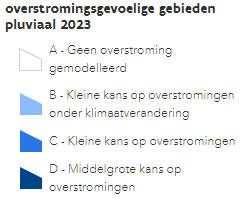 overstromingsgevoelige gebieden
pluviaal 2023
A - Geen overstroming
gemodelleerd
B - Kleine kans op overstromingen
onder klimaatverandering
C - Kleine kans op overstromingen
D - Middelgrote kans op
overstromingen